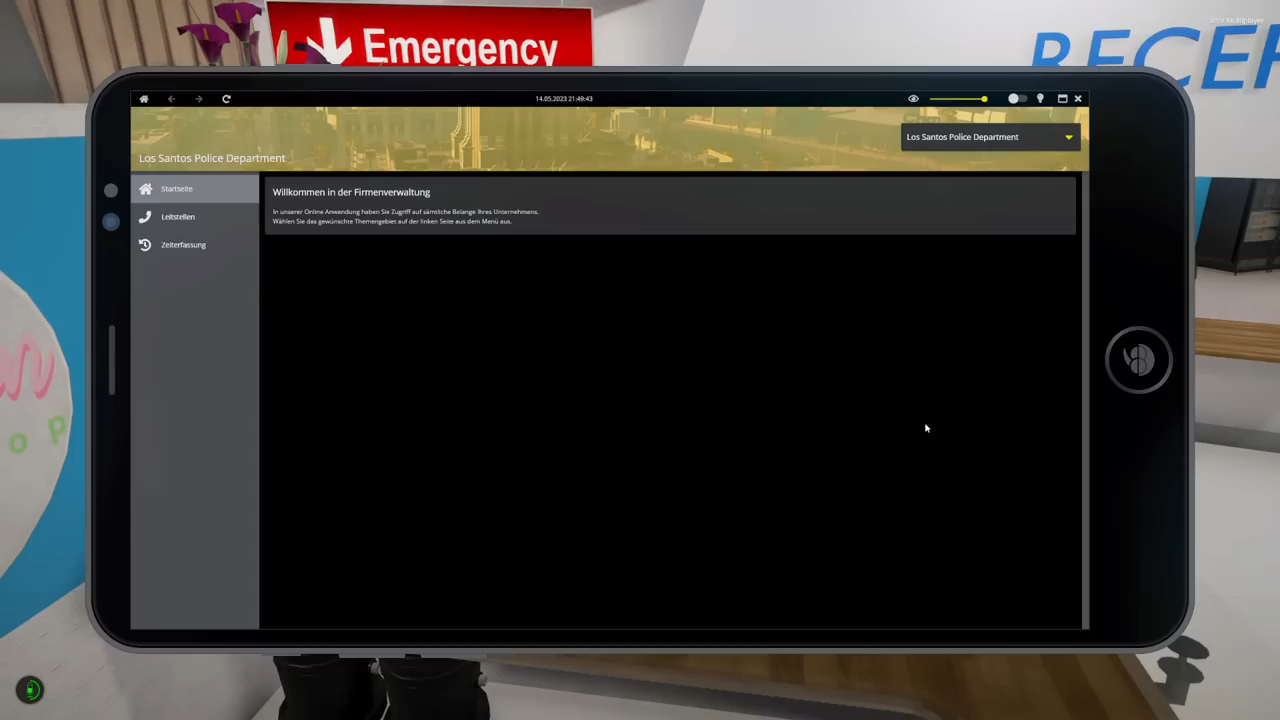 Emergency
RECE
14.05.2023 21:49:43
Los Santos Police Department
Los Santos Police Department
Startseite
Leitstellen
Zeiterfassung
Willkommen in der Firmenverwaltung
In unserer Online Anwendung haben Sie Zugriff auf sämtliche Belange Ihres Unternehmens.
Wählen Sie das gewünschte Themengebiet auf der linken Seite aus dem Menü aus.
o p